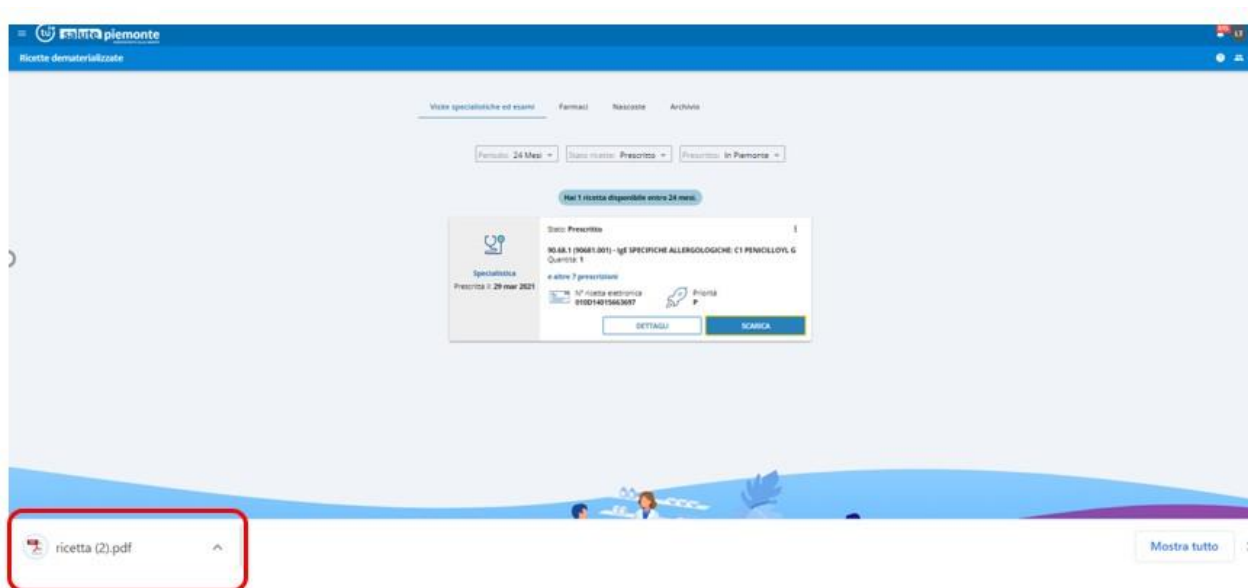 tu salute piemonte
LT
Ricette dematerializzate
Visite specialistiche ed esami Farmaci Nascoste Archivio
Periodo: 24 Mesi Stato ricette: Prescritto Prescritto: In Piemonte
Hai 1 ricetta disponibile entro 24 mesi.
Stato: Prescritto
90.68.1 (90681.001) - IgE SPECIFICHE ALLERGOLOGICHE: C1 PENICILLOYL G
Quantità: 1
e altre 7 prescrizioni
Specialistica
Prescritta il: 29 mar 2021
N° ricetta elettronica
010D14015663697
Priorità
P
DETTAGLI SCARICA
ricetta (2).pdf
Mostra tutto